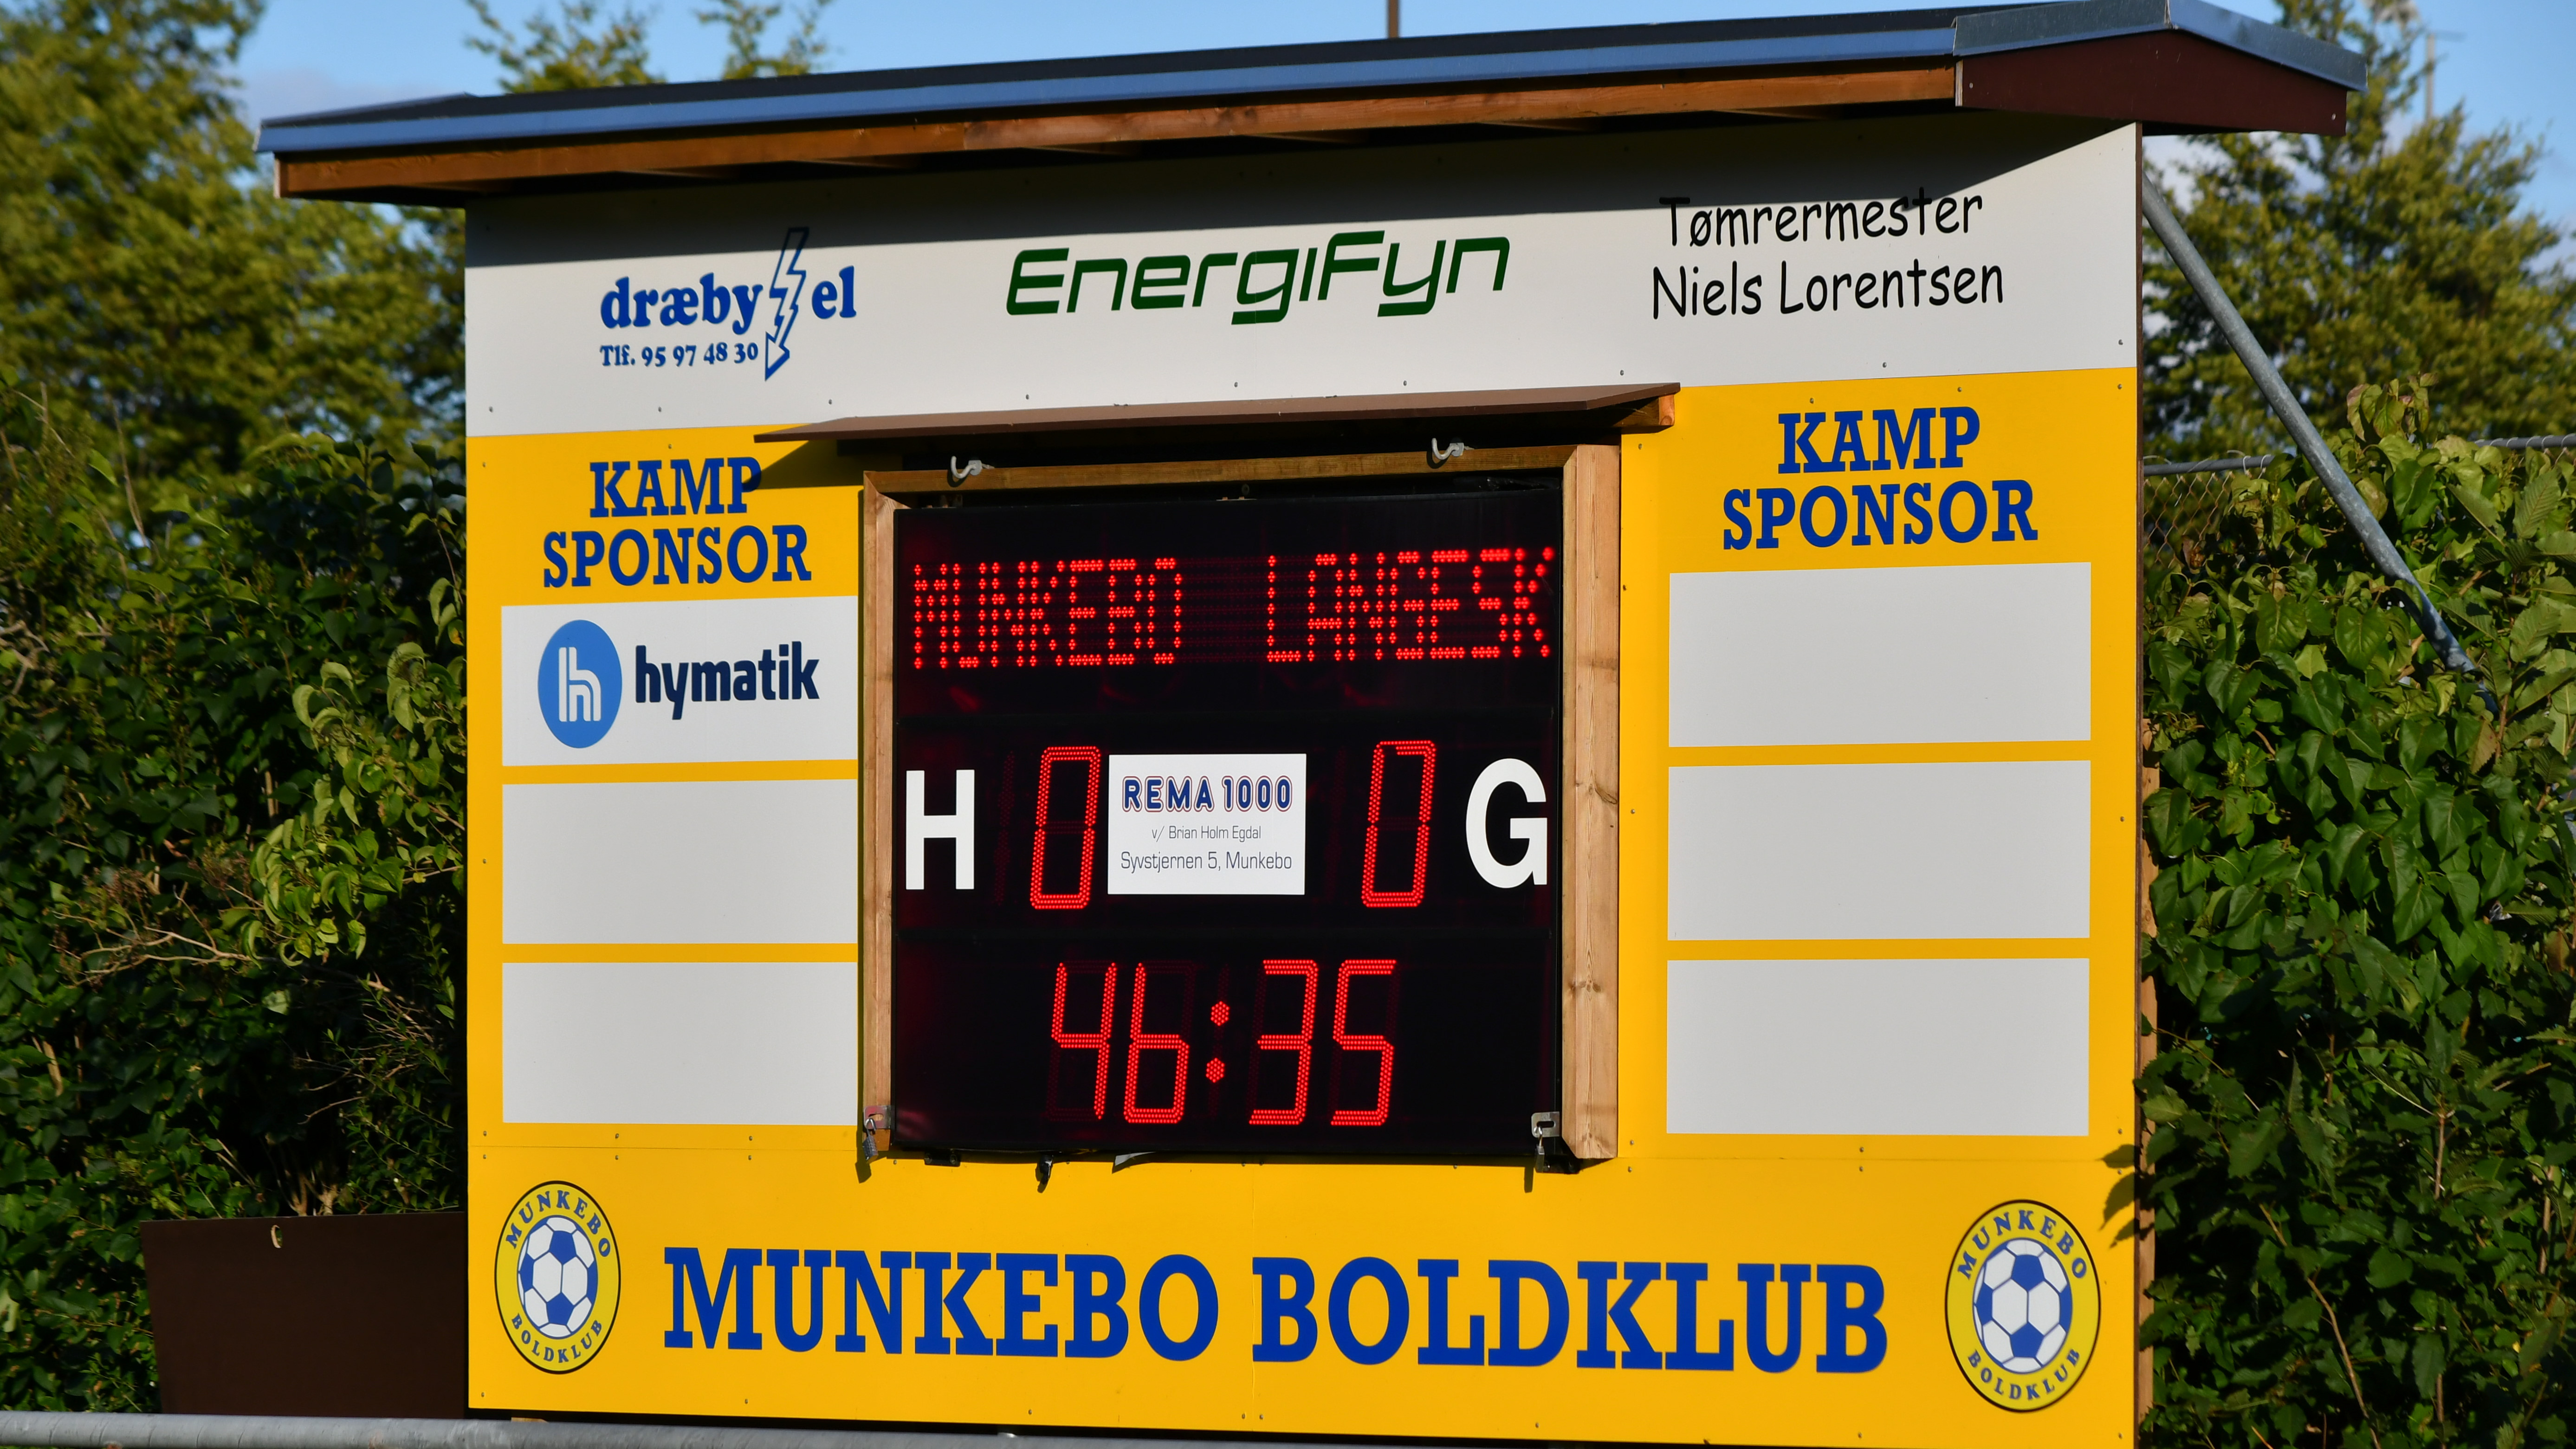 dræby el
Tlf. 95 97 48 30
EnergiFyn
Tømrermester
Niels Lorentsen
KAMP
SPONSOR
hymatik
KAMP
SPONSOR
MUNKEBO LANGESK
H 0 0 G
REMA 1000
v/ Brian Holm Egdal
Syvstjernen 5, Munkebo
46:35
MUNKEBO
BOLDKLUB
MUNKEBO BOLDKLUB
MUNKEBO
BOLDKLUB